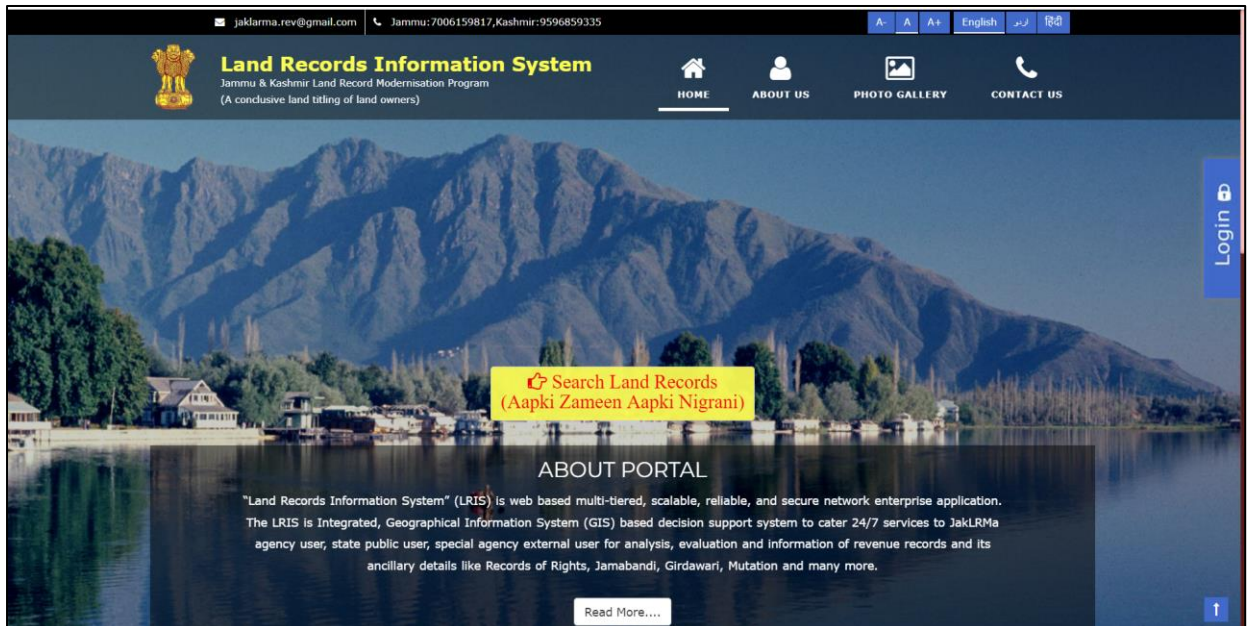 jaklarma.rev@gmail.com Jammu:7006159817,Kashmir:9596859335 A- A A+ English اردو हिंदी
Land Records Information System
Jammu & Kashmir Land Record Modernisation Program
(A conclusive land titling of land owners)
HOME ABOUT US PHOTO GALLERY CONTACT US
Login
Search Land Records
(Aapki Zameen Aapki Nigrani)
ABOUT PORTAL
"Land Records Information System" (LRIS) is web based multi-tiered, scalable, reliable, and secure network enterprise application.
The LRIS is Integrated, Geographical Information System (GIS) based decision support system to cater 24/7 services to JakLRMa
agency user, state public user, special agency external user for analysis, evaluation and information of revenue records and its
ancillary details like Records of Rights, Jamabandi, Girdawari, Mutation and many more.
Read More....